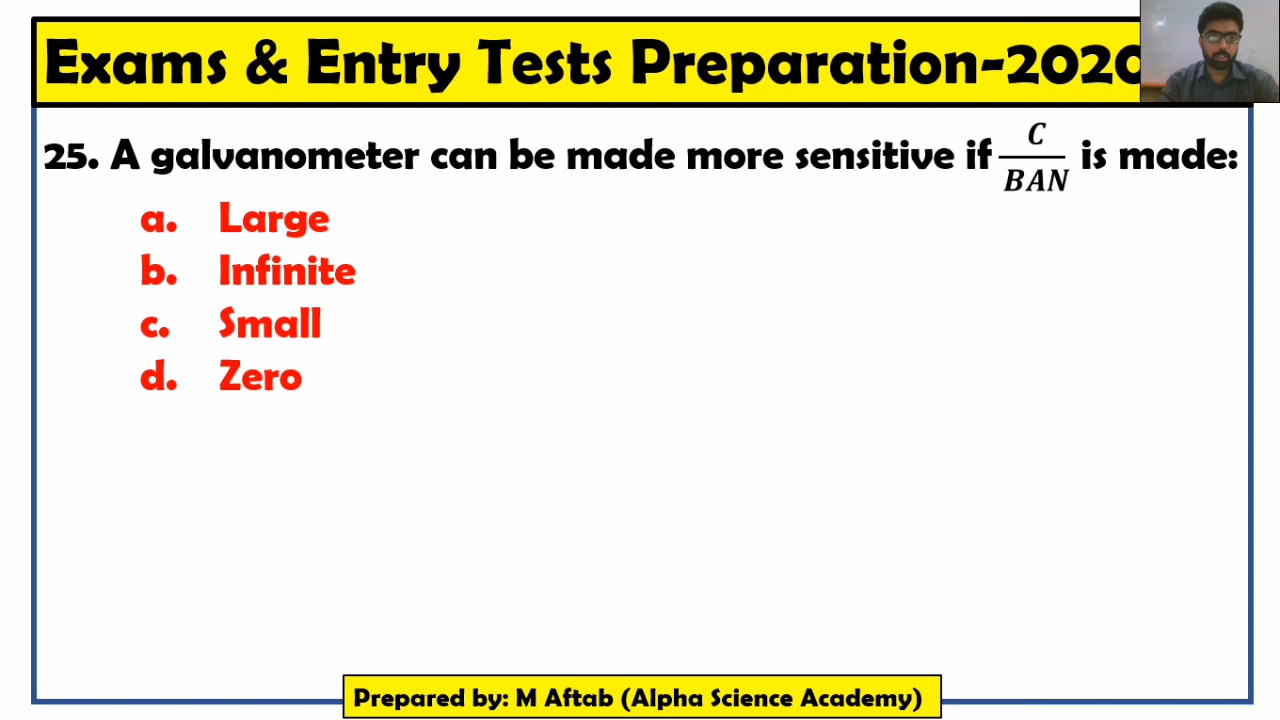 Exams & Entry Tests Preparation-2020
25. A galvanometer can be made more sensitive if C/BAN is made:
a. Large
b. Infinite
c. Small
d. Zero
Prepared by: M Aftab (Alpha Science Academy)